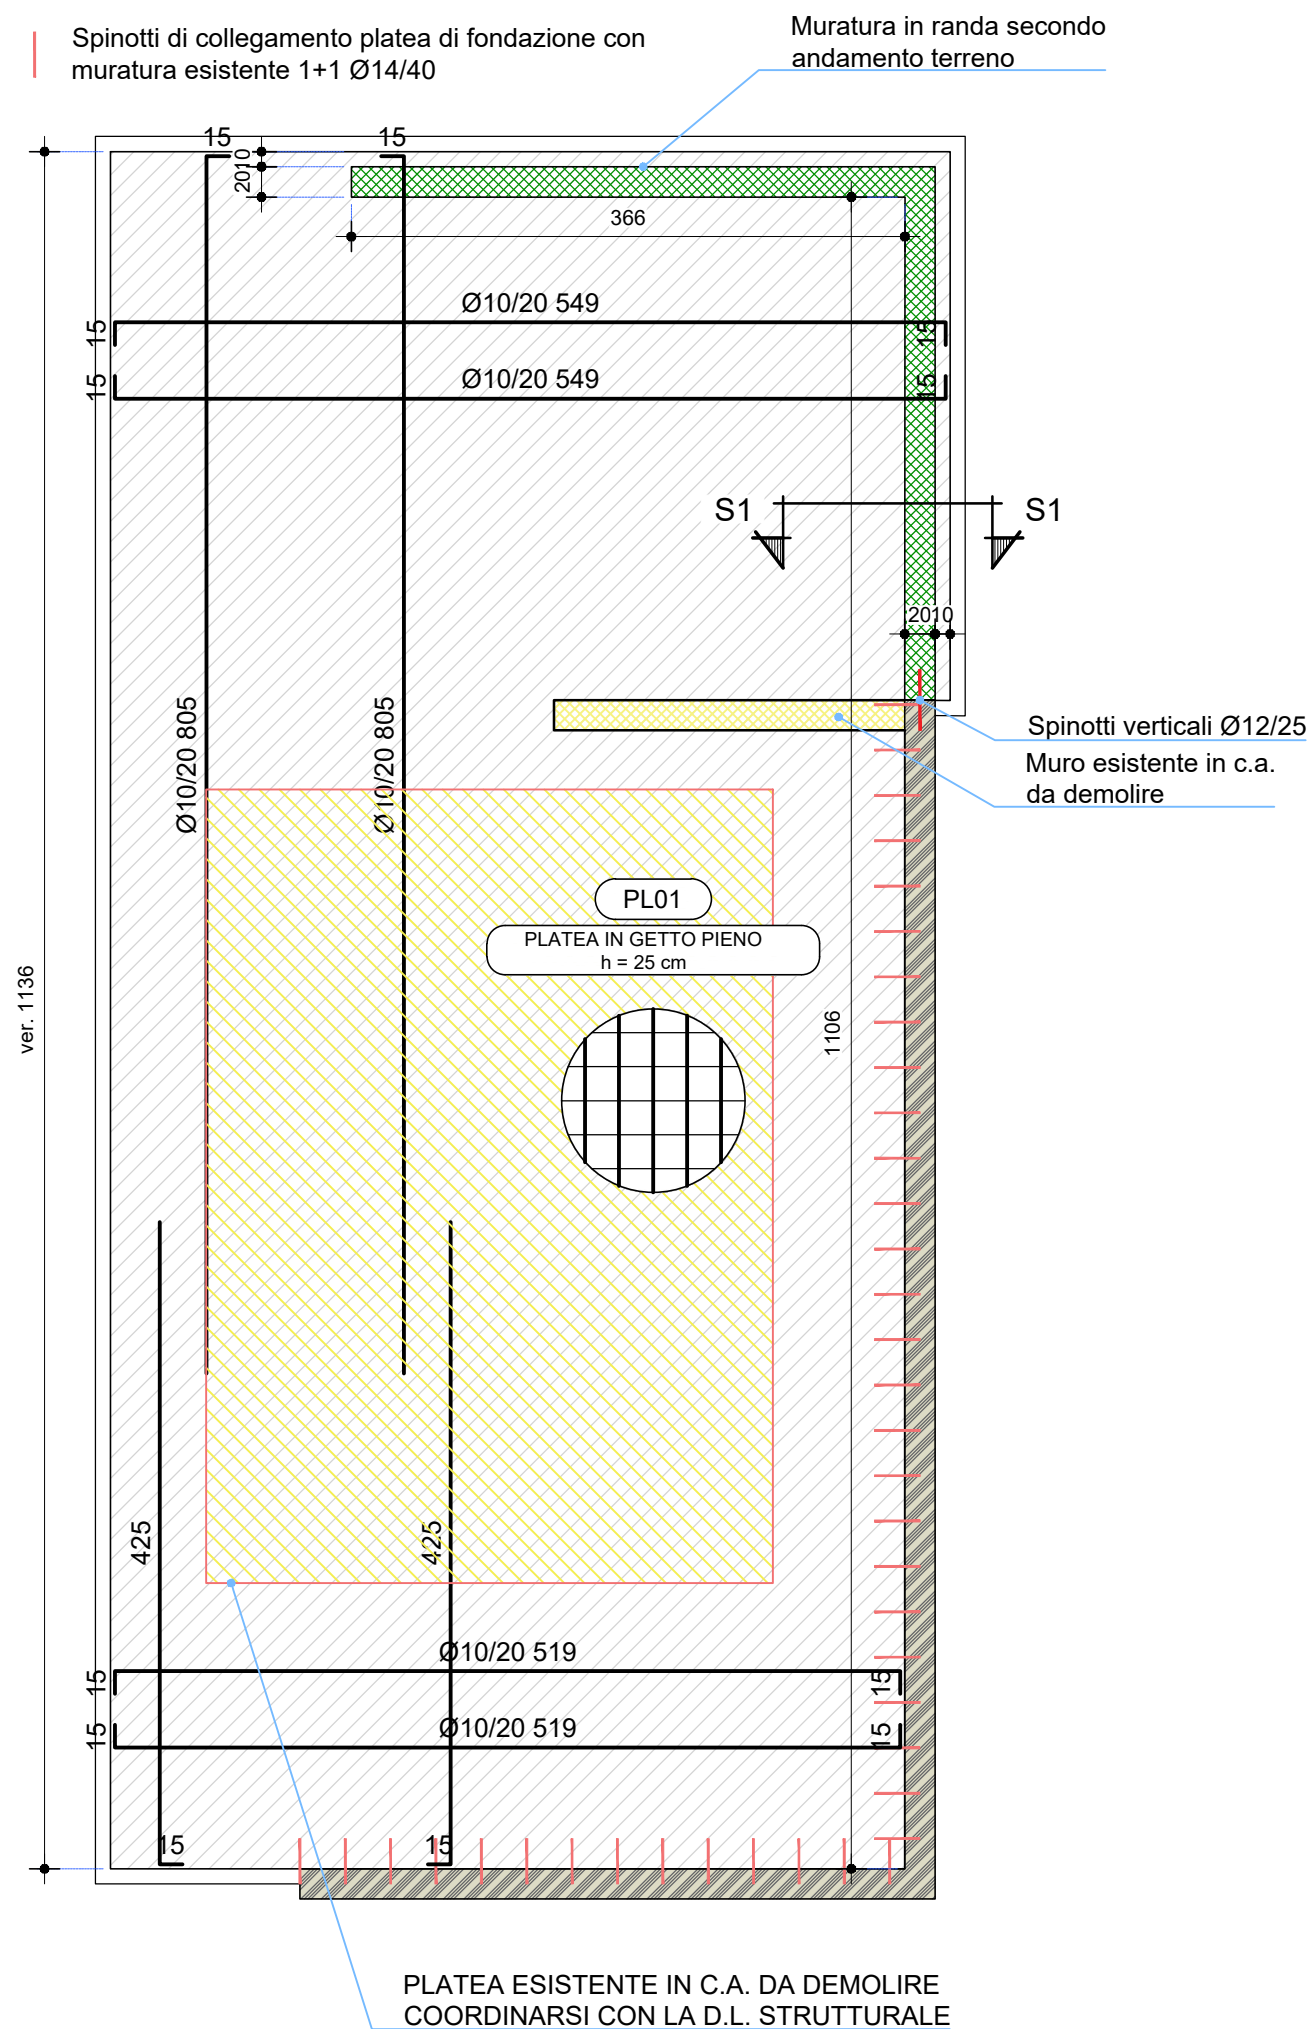 Spinotti di collegamento platea di fondazione con
muratura esistente 1+1 Ø14/40
Muratura in randa secondo
andamento terreno
15
15
2010
366
Ø10/20 549
15
15
Ø10/20 549
15
15
S1
S1
2010
Ø10/20 805
Ø10/20 805
Spinotti verticali Ø12/25
Muro esistente in c.a.
da demolire
PL01
PLATEA IN GETTO PIENO
h = 25 cm
ver. 1136
1106
425
425
Ø10/20 519
15
15
Ø10/20 519
15
15
15
15
PLATEA ESISTENTE IN C.A. DA DEMOLIRE
COORDINARSI CON LA D.L. STRUTTURALE